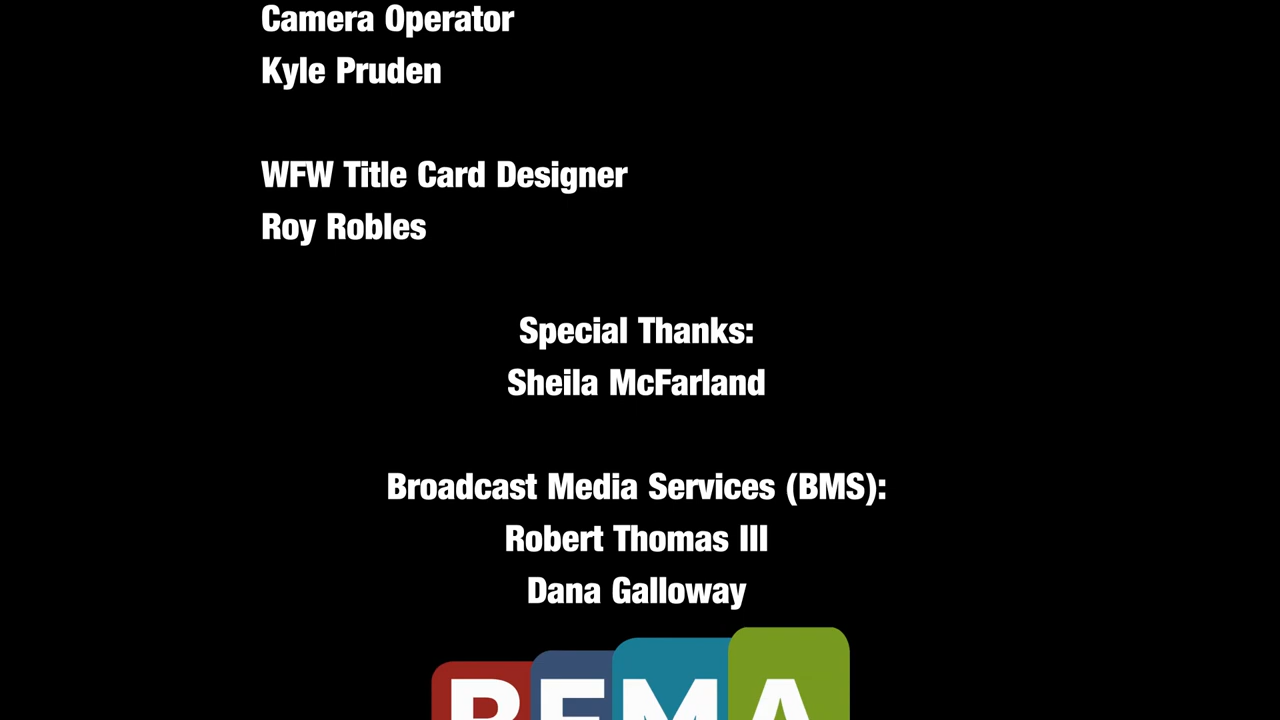 Camera Operator
Kyle Pruden
WFW Title Card Designer
Roy Robles
Special Thanks:
Sheila McFarland
Broadcast Media Services (BMS):
Robert Thomas III
Dana Galloway